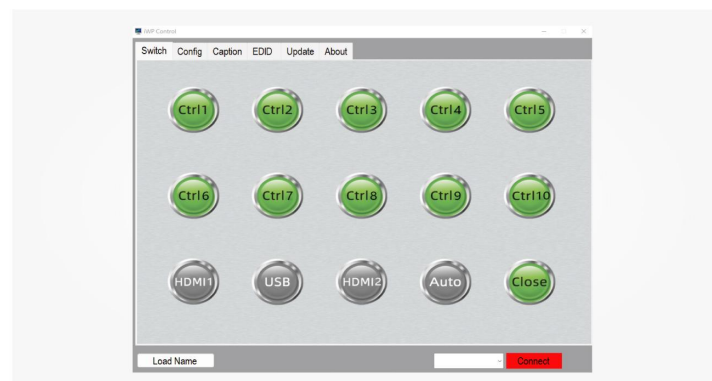 IWP Control
Switch Config Caption EDID Update About
Ctrl1 Ctrl2 Ctrl3 Ctrl4 Ctrl5
Ctrl6 Ctrl7 Ctrl8 Ctrl9 Ctrl10
HDMI1 USB HDMI2 Auto Close
Load Name Connect